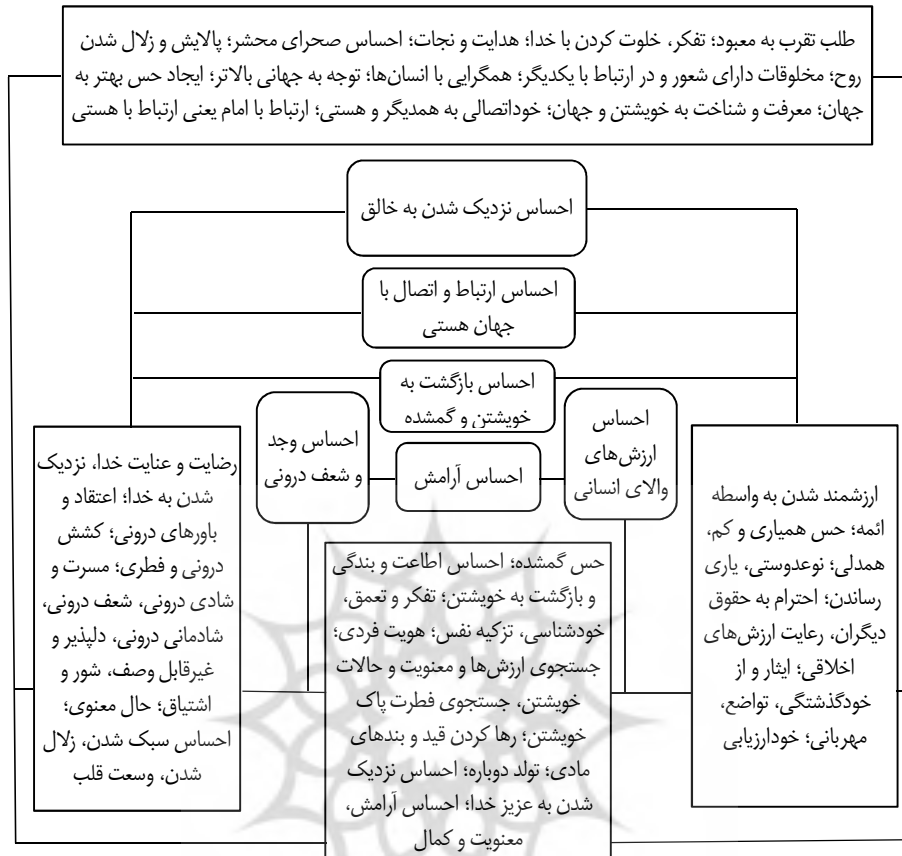 طلب تقرب به معبود؛ تفکر، خلوت کردن با خدا؛ هدایت و نجات؛ احساس صحرای محشر؛ پالایش و زلال شدن
روح؛ مخلوقات دارای شعور و در ارتباط با یکدیگر؛ همگرایی با انسان‌ها؛ توجه به جهانی بالاتر؛ ایجاد حس بهتر به
جهان؛ معرفت و شناخت به خویشتن و جهان؛ خوداتصالی به همدیگر و هستی؛ ارتباط با امام یعنی ارتباط با هستی
احساس نزدیک شدن به خالق
احساس ارتباط و اتصال با
جهان هستی
احساس بازگشت به
خویشتن و گمشده
احساس
ارزش‌های
والای انسانی
احساس آرامش
احساس وجد
و شعف درونی
ارزشمند شدن به واسطه
ائمه؛ حس همیاری و کم،
همدلی؛ نوعدوستی، یاری
رساندن؛ احترام به حقوق
دیگران، رعایت ارزش‌های
اخلاقی؛ ایثار و از
خودگذشتگی، تواضع،
مهربانی؛ خودارزیابی
حس گمشده؛ احساس اطاعت و بندگی
و بازگشت به خویشتن؛ تفکر و تعمق،
خودشناسی، تزکیه نفس؛ هویت فردی؛
جستجوی ارزش‌ها و معنویت و حالات
خویشتن، جستجوی فطرت پاک
خویشتن؛ رها کردن قید و بندهای
مادی؛ تولد دوباره؛ احساس نزدیک
شدن به عزیز خدا؛ احساس آرامش،
معنویت و کمال
رضایت و عنایت خدا، نزدیک
شدن به خدا؛ اعتقاد و
باورهای درونی؛ کشش
درونی و فطری؛ مسرت و
شادی درونی، شعف درونی،
شادمانی درونی، دلپذیر و
غیرقابل وصف، شور و
اشتیاق؛ حال معنوی؛
احساس سبک شدن، زلال
شدن، وسعت قلب